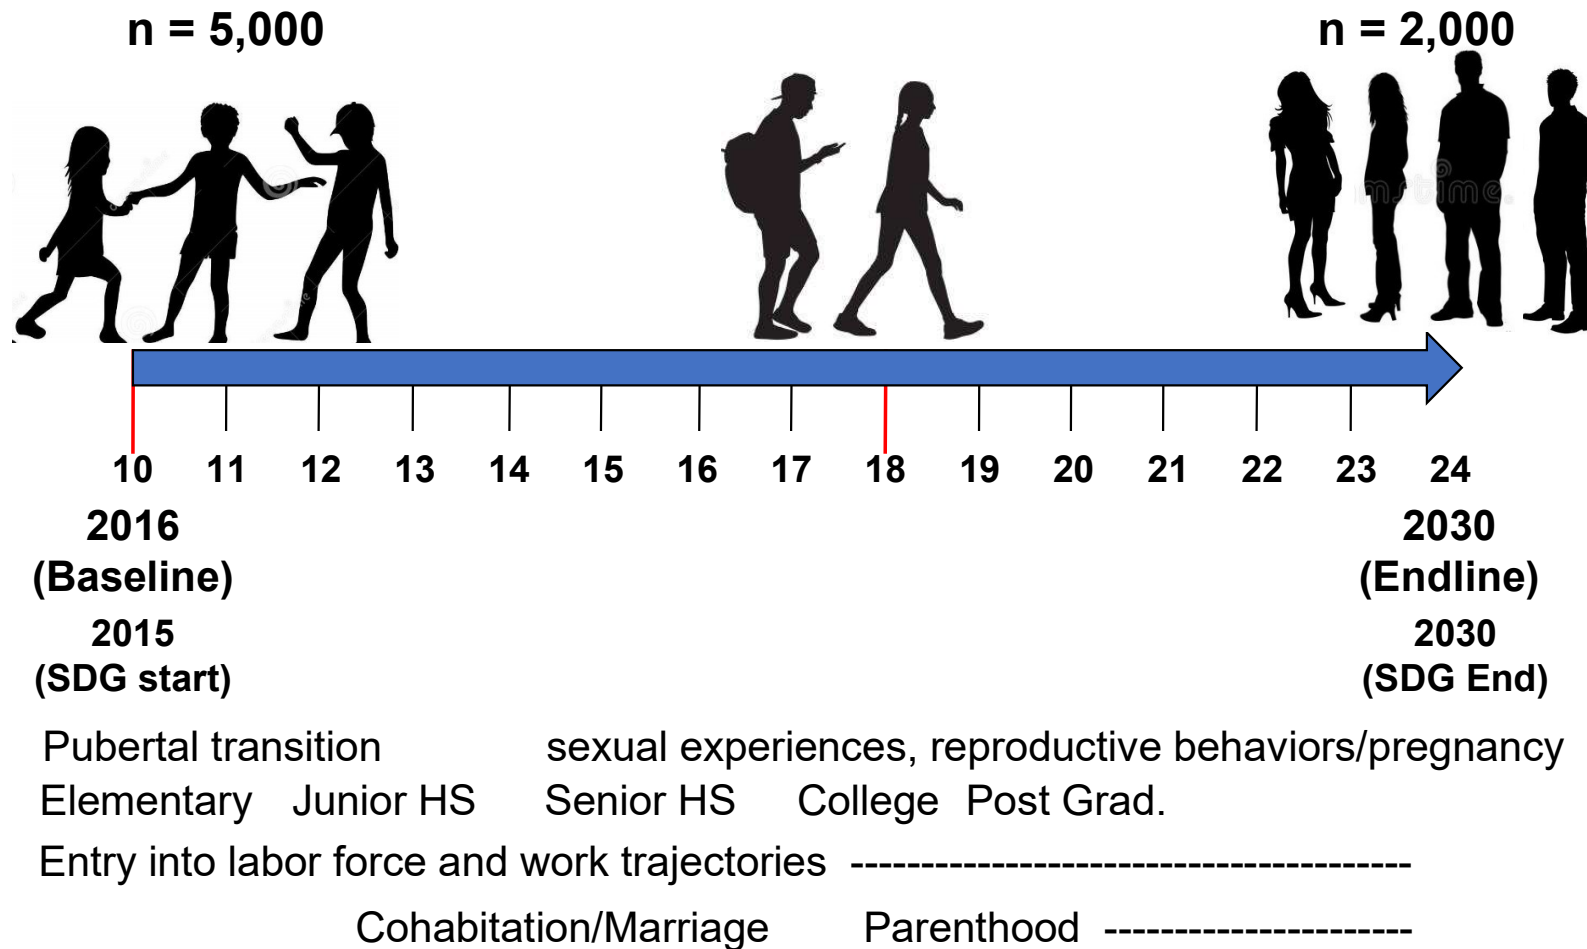 n = 5,000
n = 2,000
10 11 12 13 14 15 16 17 18 19 20 21 22 23 24
2016
(Baseline)
2015
(SDG start)
2030
(Endline)
2030
(SDG End)
Pubertal transition sexual experiences, reproductive behaviors/pregnancy
Elementary Junior HS Senior HS College Post Grad.
Entry into labor force and work trajectories ----------------------------------------
Cohabitation/Marriage Parenthood ----------------------